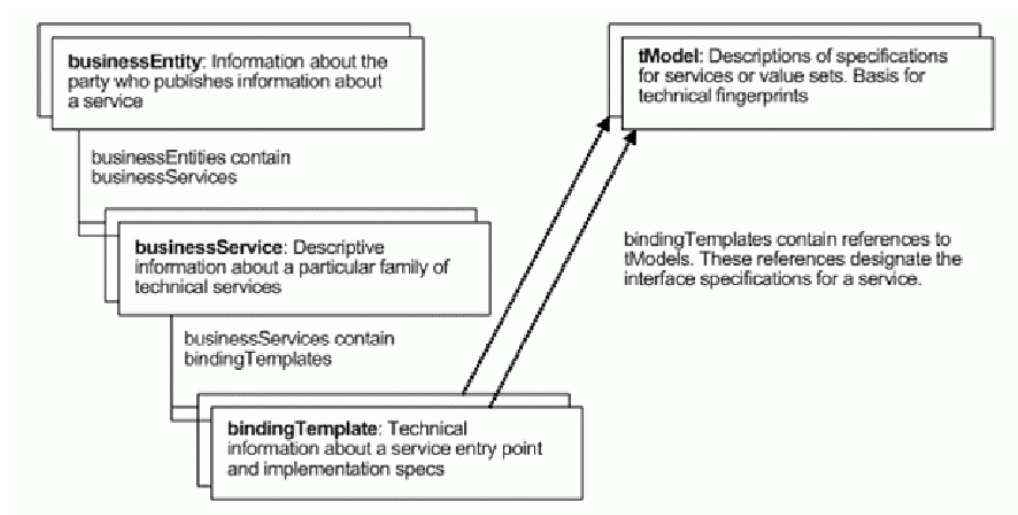 businessEntity: Information about the
party who publishes information about
a service
tModel: Descriptions of specifications
for services or value sets. Basis for
technical fingerprints
businessEntities contain
businessServices
businessService: Descriptive
information about a particular family of
technical services
bindingTemplates contain references to
tModels. These references designate the
interface specifications for a service.
businessServices contain
bindingTemplates
bindingTemplate: Technical
information about a service entry point
and implementation specs